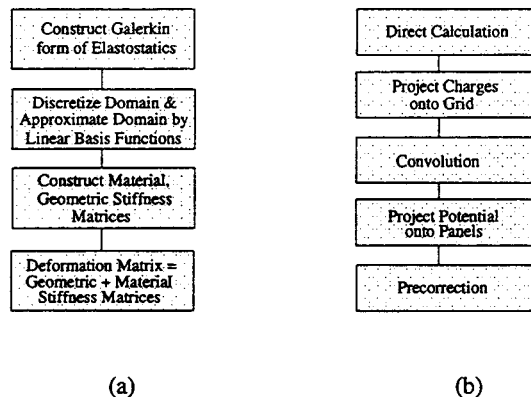 Construct Galerkin
form of Elastostatics
Discretize Domain &
Approximate Domain by
Linear Basis Functions
Construct Material,
Geometric Stiffness
Matrices
Deformation Matrix =
Geometric + Material
Stiffness Matrices
(a)
Direct Calculation
Project Charges
onto Grid
Convolution
Project Potential
onto Panels
Precorrection
(b)